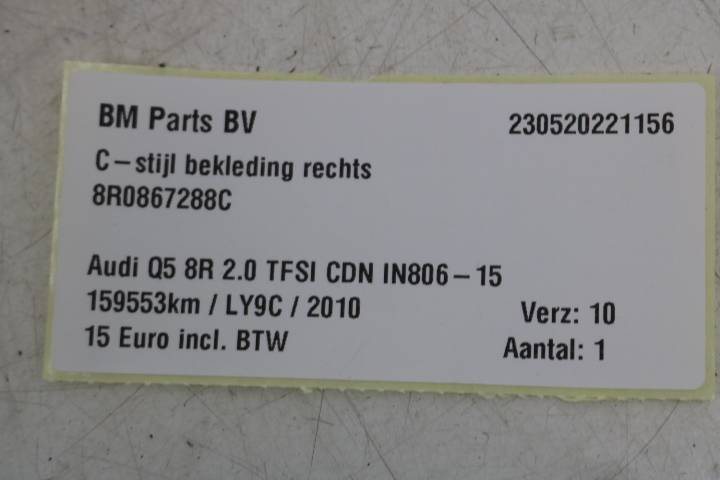 BM Parts BV 230520221156
C-stijl bekleding rechts
8R0867288C
Audi Q5 8R 2.0 TFSI CDN IN806-15
159553km / LY9C / 2010 Verz: 10
15 Euro incl. BTW Aantal: 1